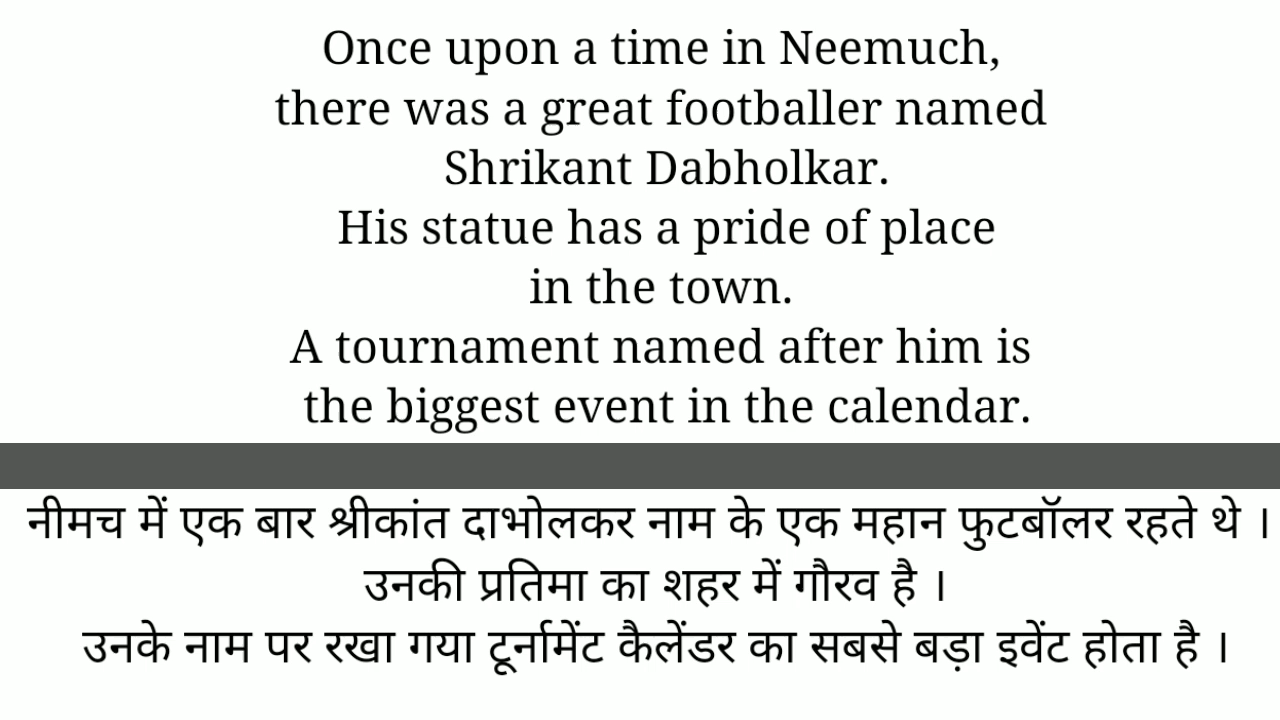 Once upon a time in Neemuch,
there was a great footballer named
Shrikant Dabholkar.
His statue has a pride of place
in the town.
A tournament named after him is
the biggest event in the calendar.
नीमच में एक बार श्रीकांत दाभोलकर नाम के एक महान फुटबॉलर रहते थे ।
उनकी प्रतिमा का शहर में गौरव है ।
उनके नाम पर रखा गया टूर्नामेंट कैलेंडर का सबसे बड़ा इवेंट होता है ।